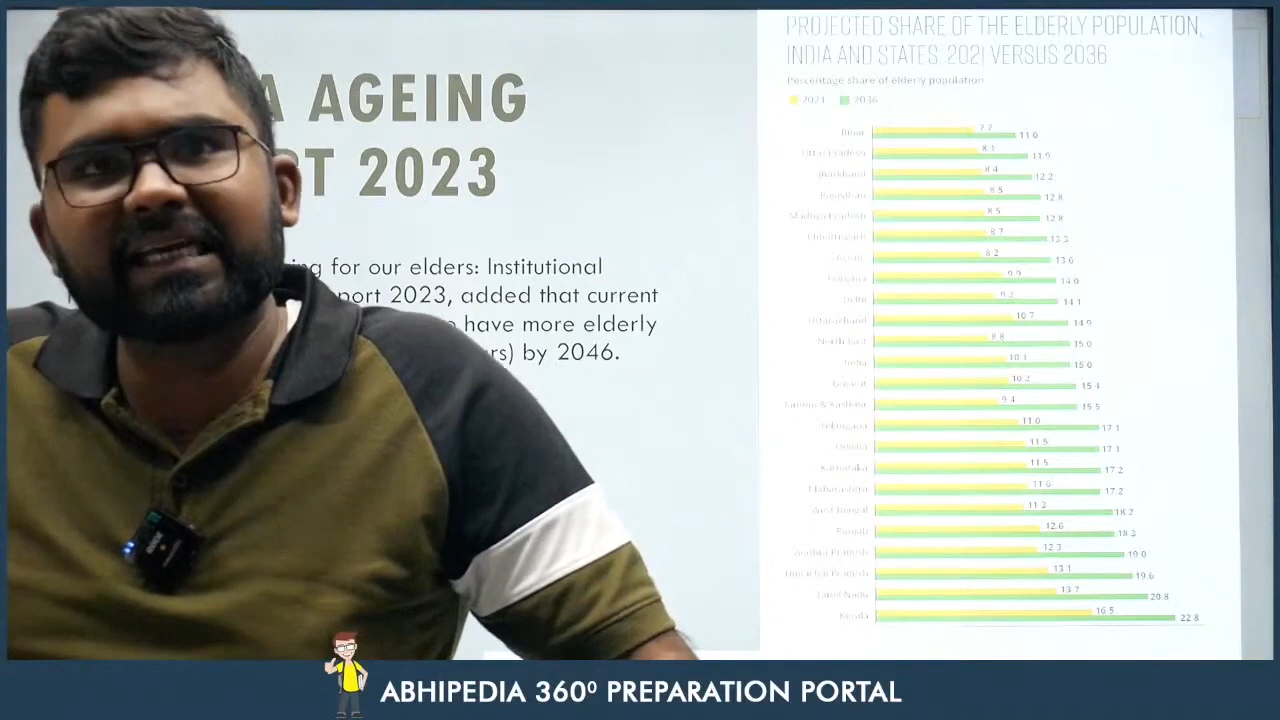 A AGEING
RT 2023
ing for our elders: Institutional
port 2023, added that current
have more elderly
rs) by 2046.
PROJECTED SHARE OF THE ELDERLY POPULATION,
INDIA AND STATES, 2021 VERSUS 2036
Percentage share of elderly population
2021 2036
Bihar 7.7 11.0
Uttar Pradesh 8.1 11.9
Jharkhand 8.4 12.2
Rajasthan 8.5 12.8
Madhya Pradesh 8.5 12.8
Chhattisgarh 8.7 13.3
8.2 13.6
Haryana 9.9 14.0
Delhi 9.3 14.1
Uttarakhand 10.7 14.9
North East 8.8 15.0
India 10.1 15.0
Gujarat 10.2 15.4
Jammu & Kashmir 9.4 15.5
Telangana 11.0 17.1
Odisha 11.5 17.1
Karnataka 11.5 17.2
Maharashtra 11.6 17.2
West Bengal 11.3 18.2
Punjab 12.6 18.3
Andhra Pradesh 12.3 19.0
Himachal Pradesh 13.1 19.6
Tamil Nadu 13.7 20.8
Kerala 16.5 22.8
ABHIPEDIA 360⁰ PREPARATION PORTAL